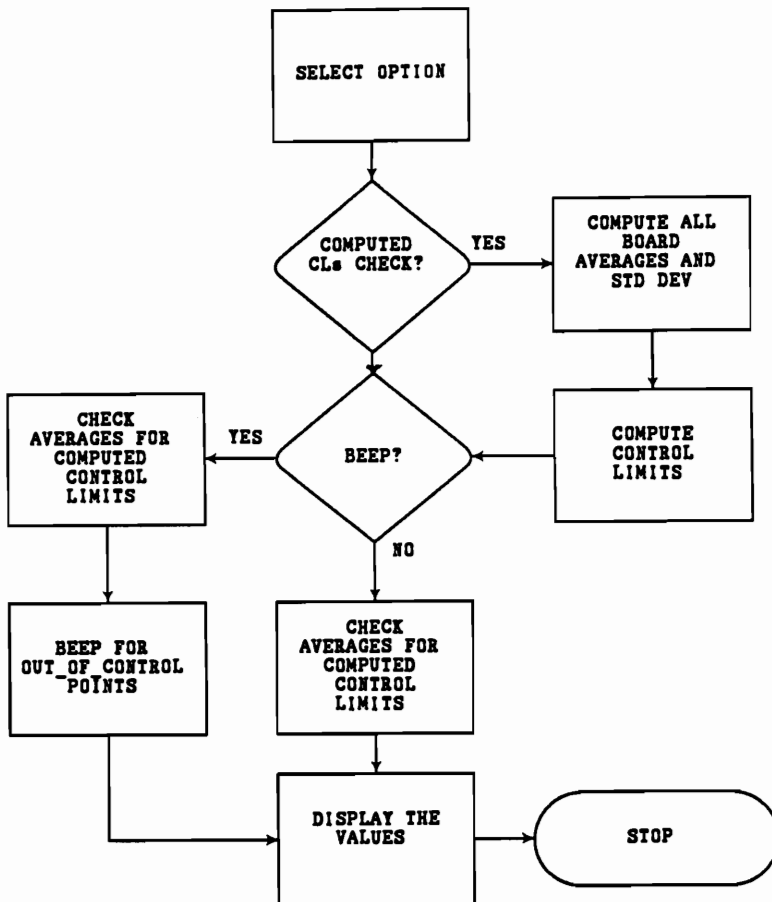 SELECT OPTION
COMPUTED
CLs CHECK?
YES
COMPUTE ALL
BOARD
AVERAGES AND
STD DEV
CHECK
AVERAGES FOR
COMPUTED
CONTROL
LIMITS
YES
BEEP?
COMPUTE
CONTROL
LIMITS
NO
BEEP FOR
OUT_OF_CONTROL
POINTS
CHECK
AVERAGES FOR
COMPUTED
CONTROL
LIMITS
DISPLAY THE
VALUES
STOP